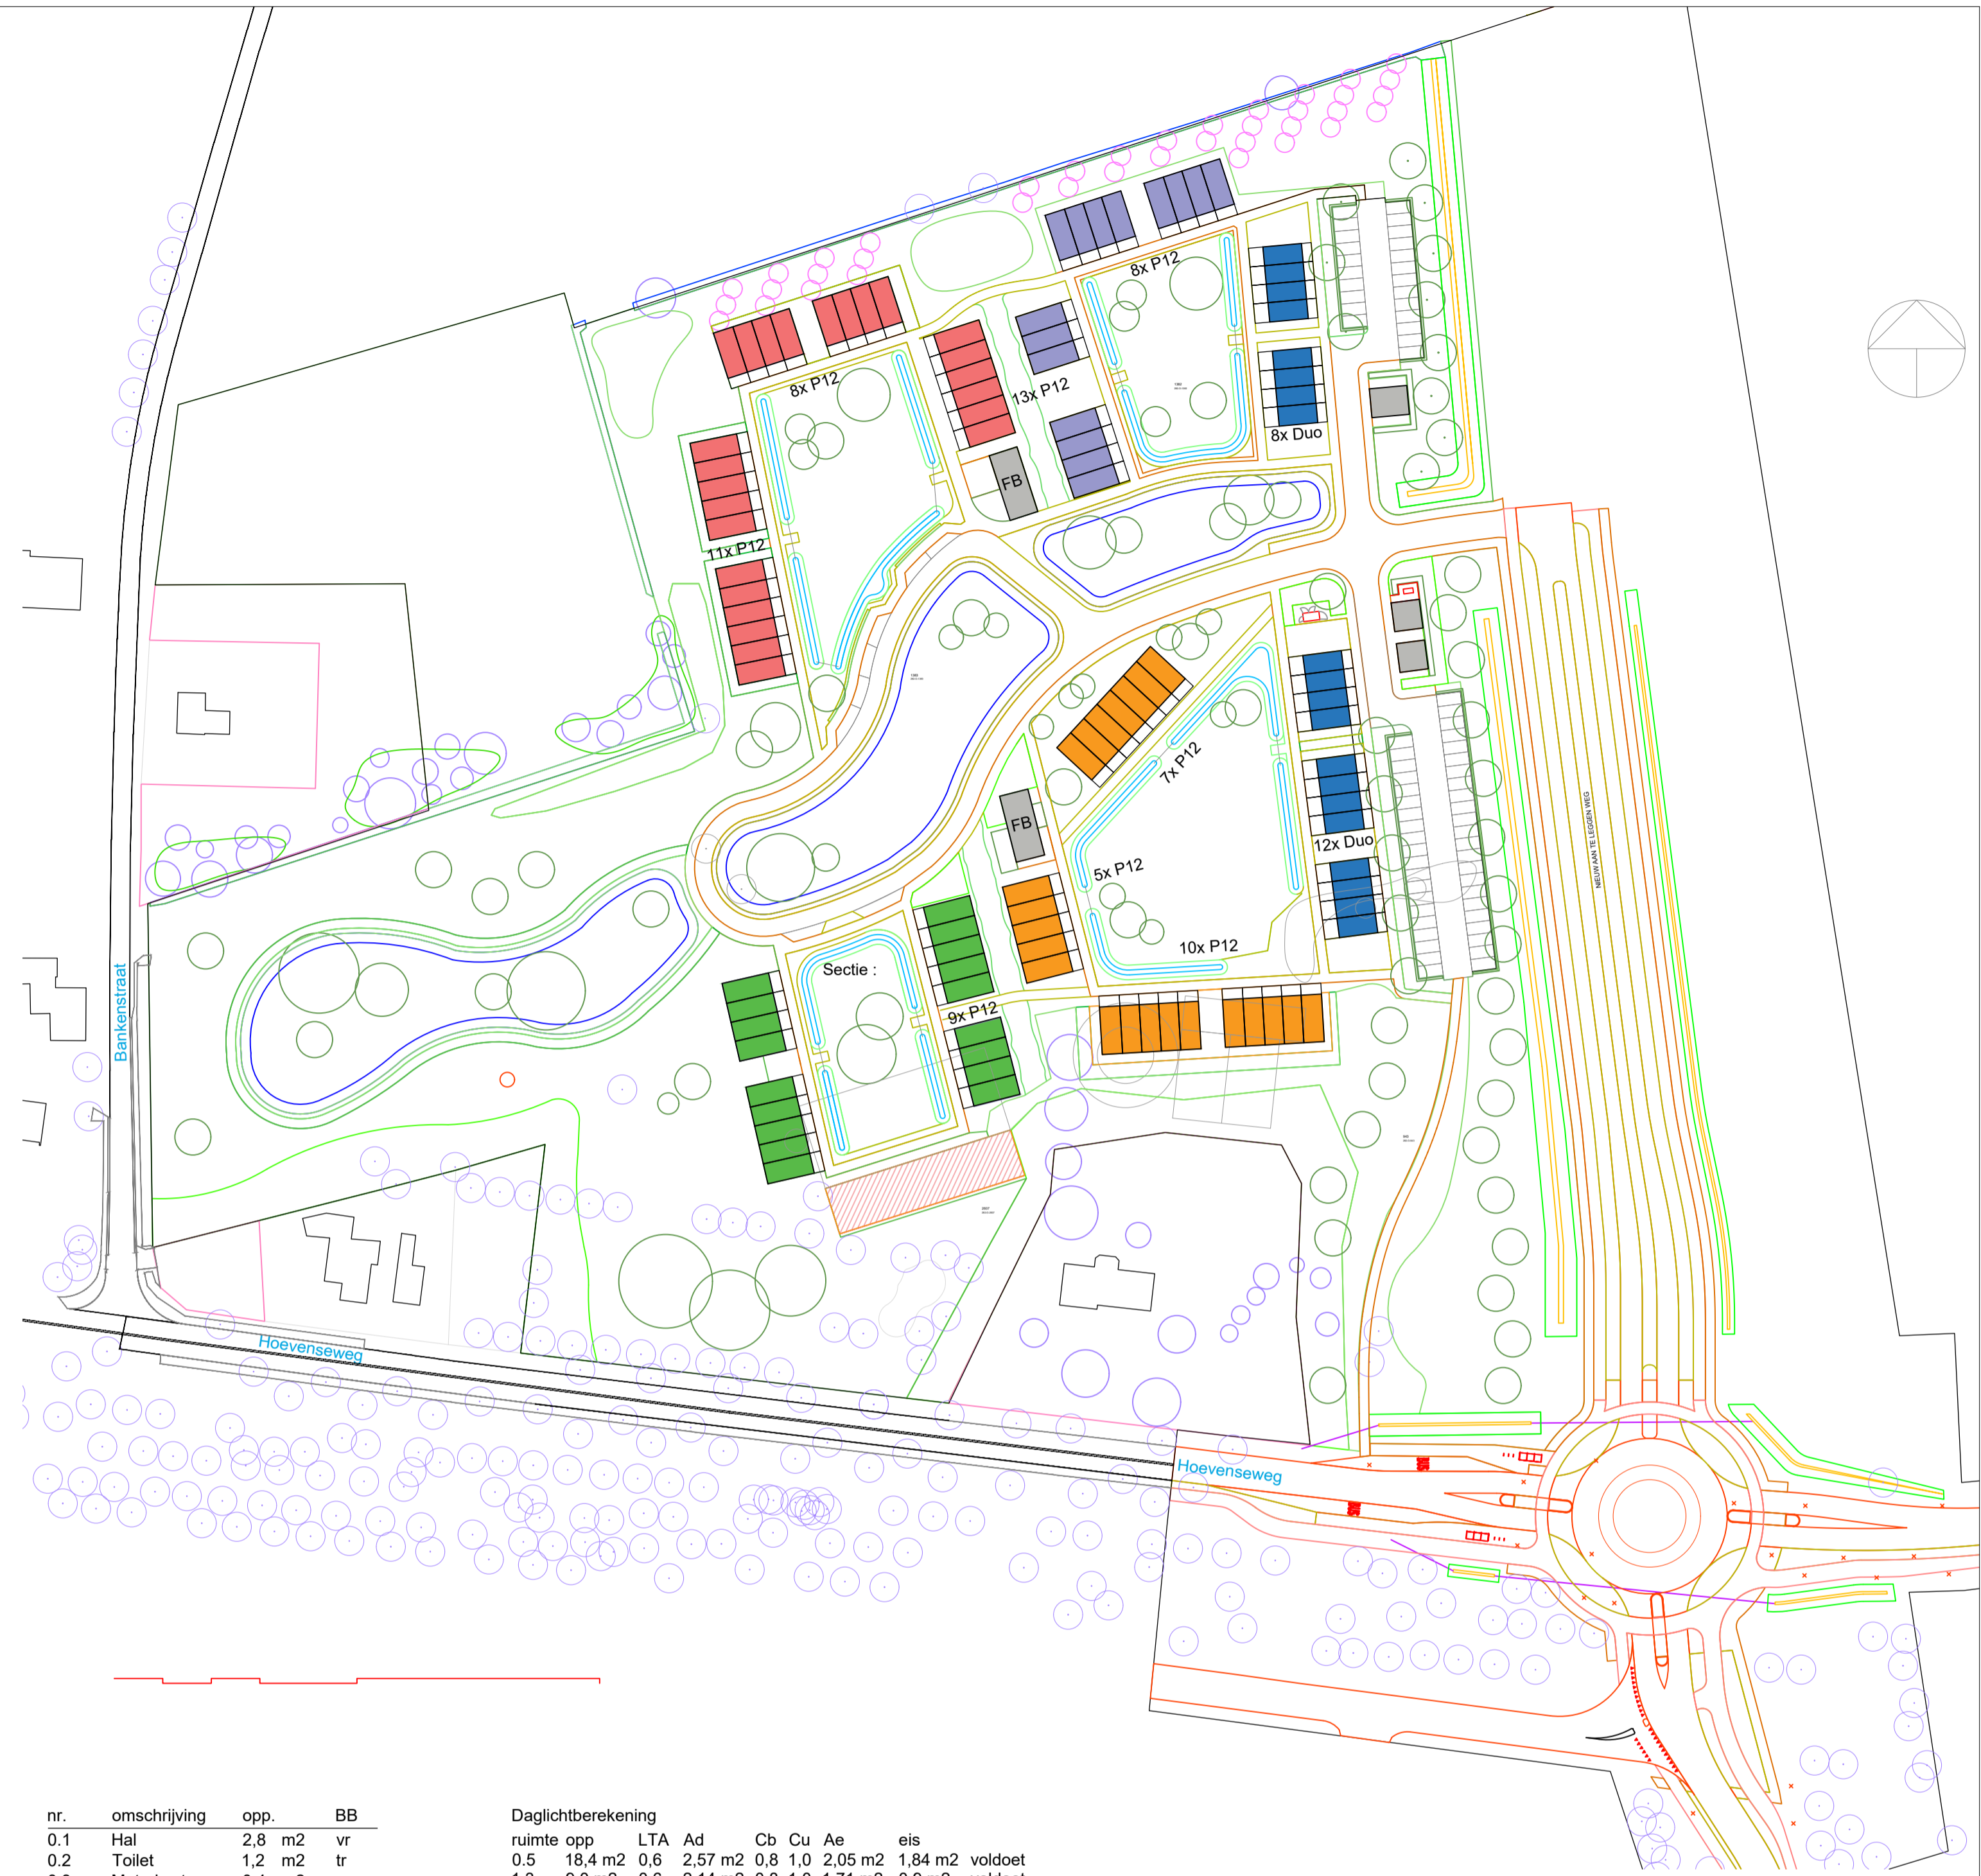 8x P12
8x P12
13x P12
8x Duo
FB
11x P12
7x P12
NIEUW AAN TE LEGGEN WEG
FB
12x Duo
5x P12
10x P12
Sectie :
9x P12
Bankenstraat
Hoevenseweg
Hoevenseweg
nr. omschrijving opp. BB
0.1 Hal 2,8 m2 vr
0.2 Toilet 1,2 m2 tr
Daglichtberekening
ruimte opp LTA Ad Cb Cu Ae eis
0.5 18,4 m2 0,6 2,57 m2 0,8 1,0 2,05 m2 1,84 m2 voldoet